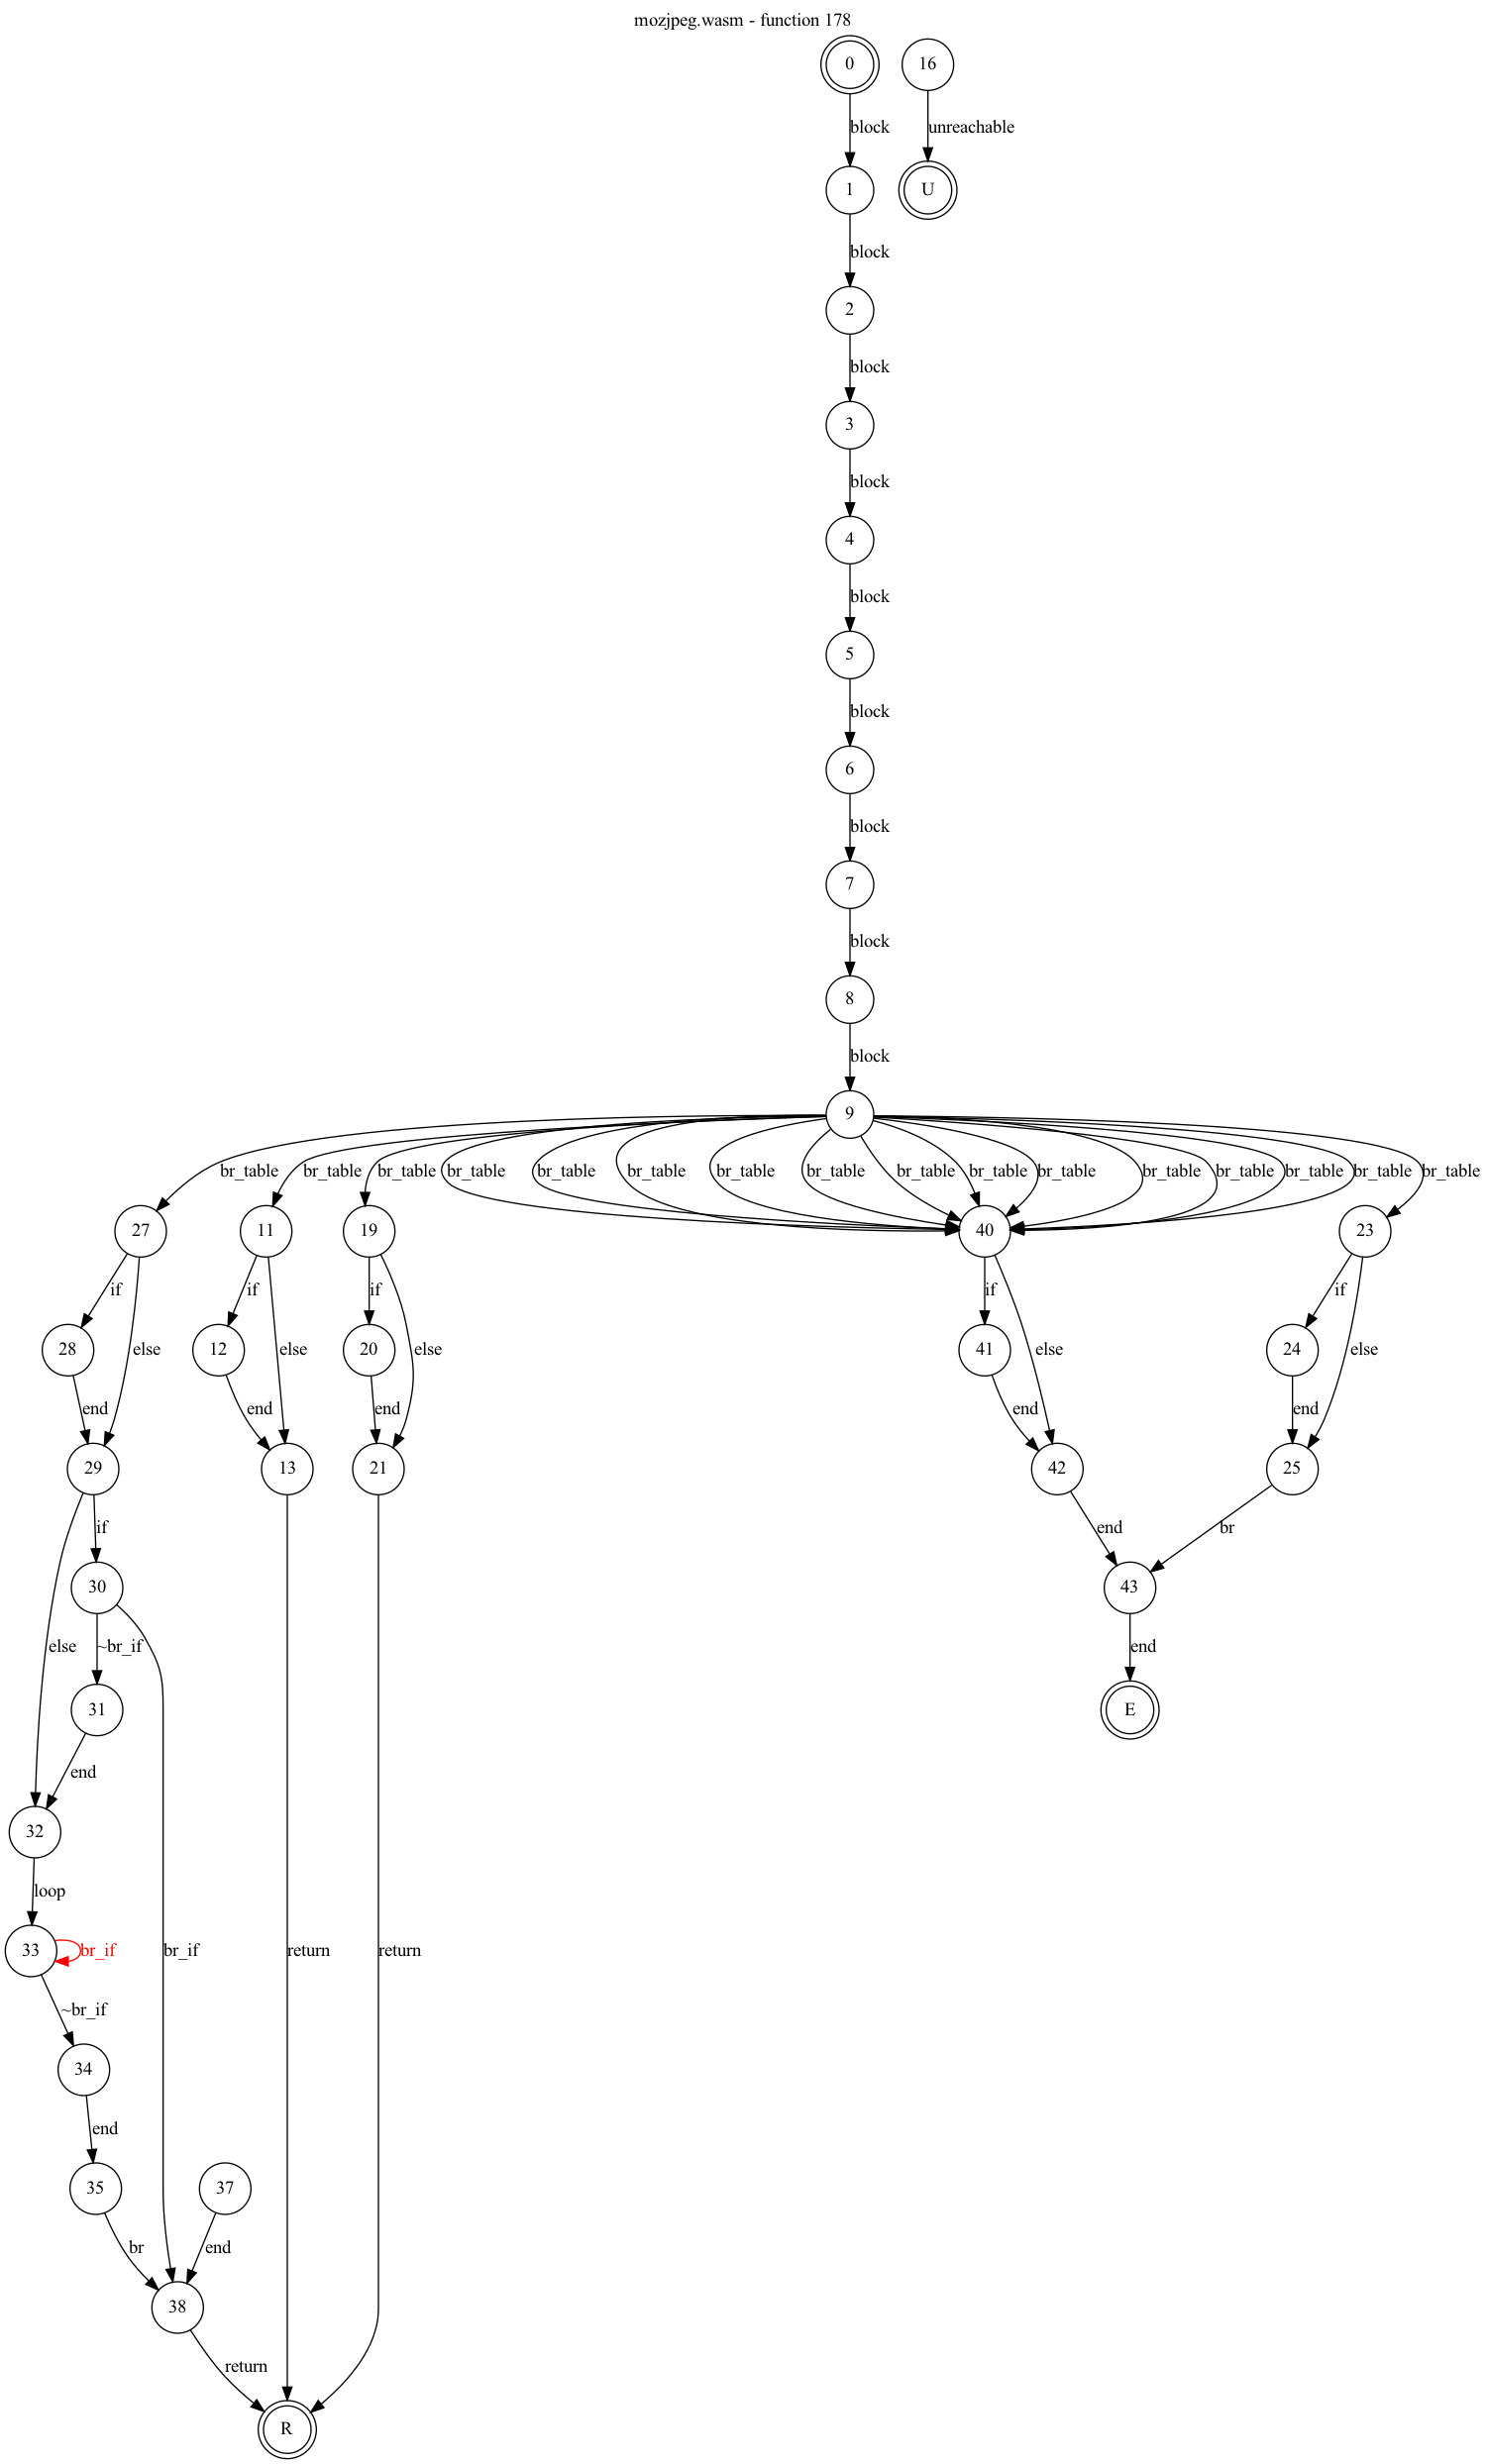 mozjpeg.wasm - function 178
0 16
block unreachable
1 U
block
2
block
3
block
4
block
5
block
6
block
7
block
8
block
9
br_table br_table br_table br_table br_table br_table br_table br_table br_table br_table br_table br_table br_table br_table br_table br_table
27 11 19 40 23
if if if if if
else else else else else
28 12 20 41 24
end end end end end
29 13 21 42 25
if end br
30 43
else ~br_if end
31 E
end
32
loop
33 br_if br_if return return
~br_if
34
end
35 37
br end
38
return
R